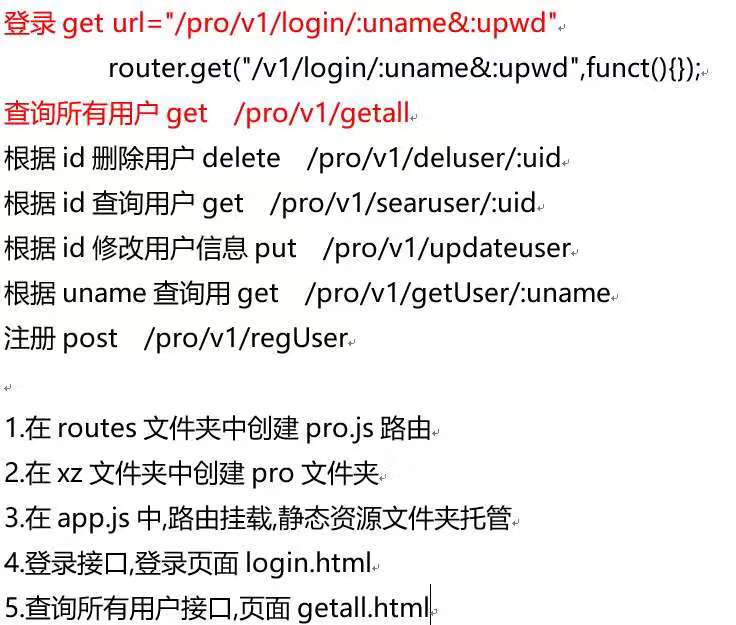 登录 get url="/pro/v1/login/:uname&:upwd"
router.get("/v1/login/:uname&:upwd",funct(){});
查询所有用户 get /pro/v1/getall
根据 id 删除用户 delete /pro/v1/deluser/:uid
根据 id 查询用户 get /pro/v1/searuser/:uid
根据 id 修改用户信息 put /pro/v1/updateuser
根据 uname 查询用 get /pro/v1/getUser/:uname
注册 post /pro/v1/regUser
1.在 routes 文件夹中创建 pro.js 路由
2.在 xz 文件夹中创建 pro 文件夹
3.在 app.js 中,路由挂载,静态资源文件夹托管
4.登录接口,登录页面 login.html
5.查询所有用户接口,页面 getall.html